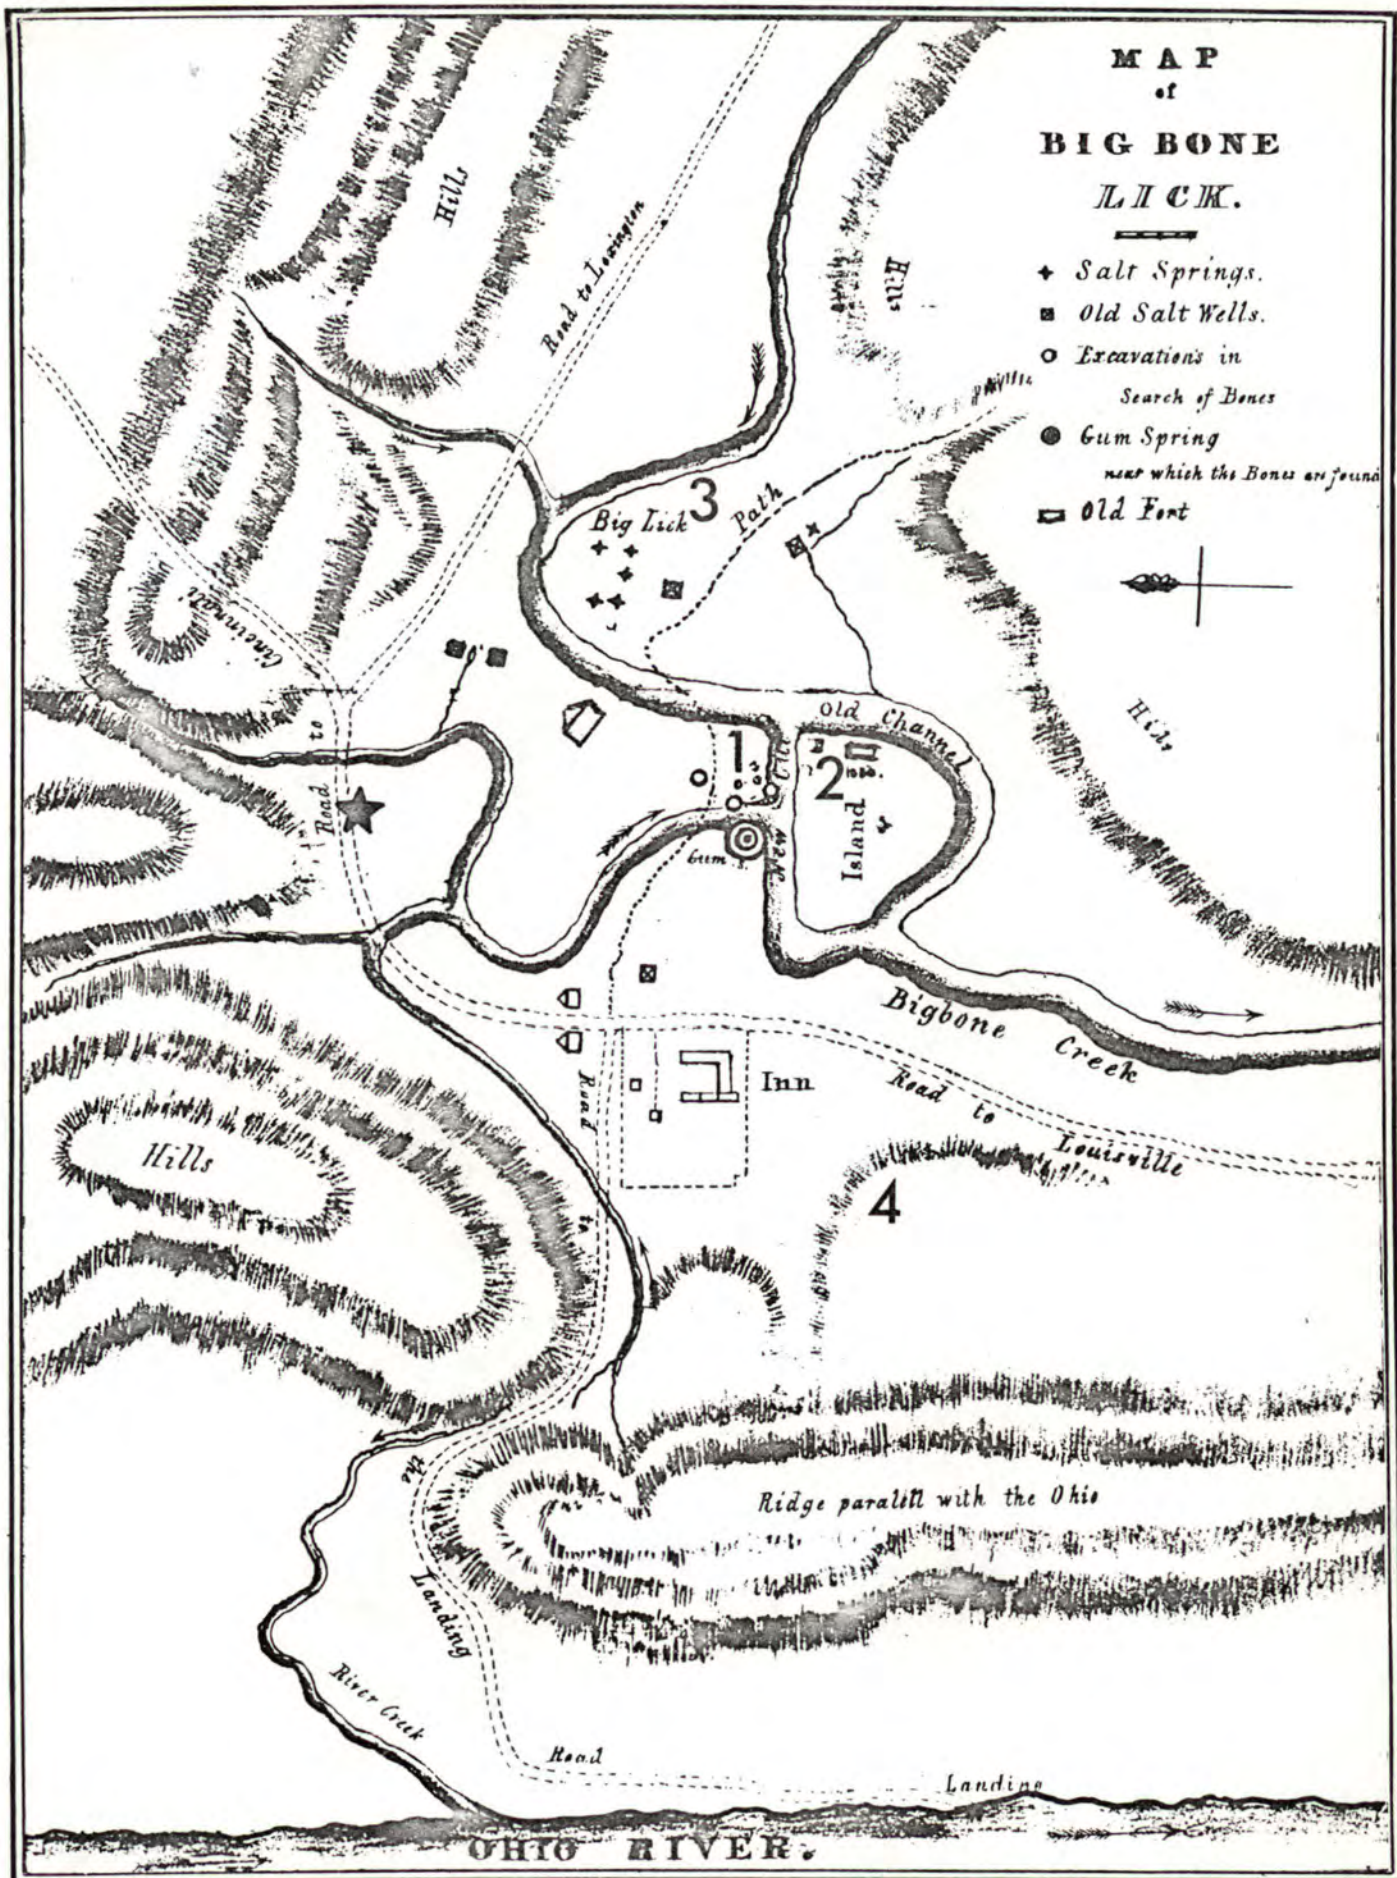 MAP
of
BIG BONE
LICK.
Salt Springs.
Old Salt Wells.
Excavations in
Search of Bones
Gum Spring
near which the Bones are found
Old Fort
Hills
Road to Lexington
Hills
3
Big Lick
Path
Cincinnati
to
Road
Old Channel
1
2
New
Island
Gum S.
Hills
Bigbone
Creek
Inn
Road to
Louisville
Road
to
the
Landing
Hills
4
Ridge paralell with the Ohio
River Creek
Road
Landing
OHIO RIVER.